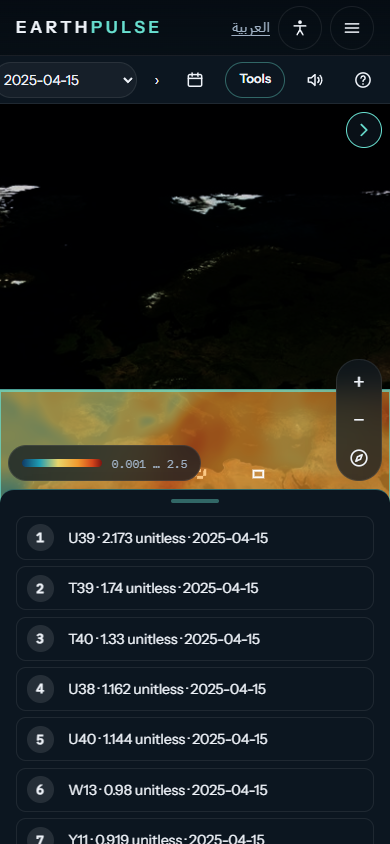 EARTHPULSE
العربية
2025-04-15
Tools
0.001 … 2.5
1 U39 · 2.173 unitless · 2025-04-15
2 T39 · 1.74 unitless · 2025-04-15
3 T40 · 1.33 unitless · 2025-04-15
4 U38 · 1.162 unitless · 2025-04-15
5 U40 · 1.144 unitless · 2025-04-15
6 W13 · 0.98 unitless · 2025-04-15
7 Y11 · 0.919 unitless · 2025-04-15